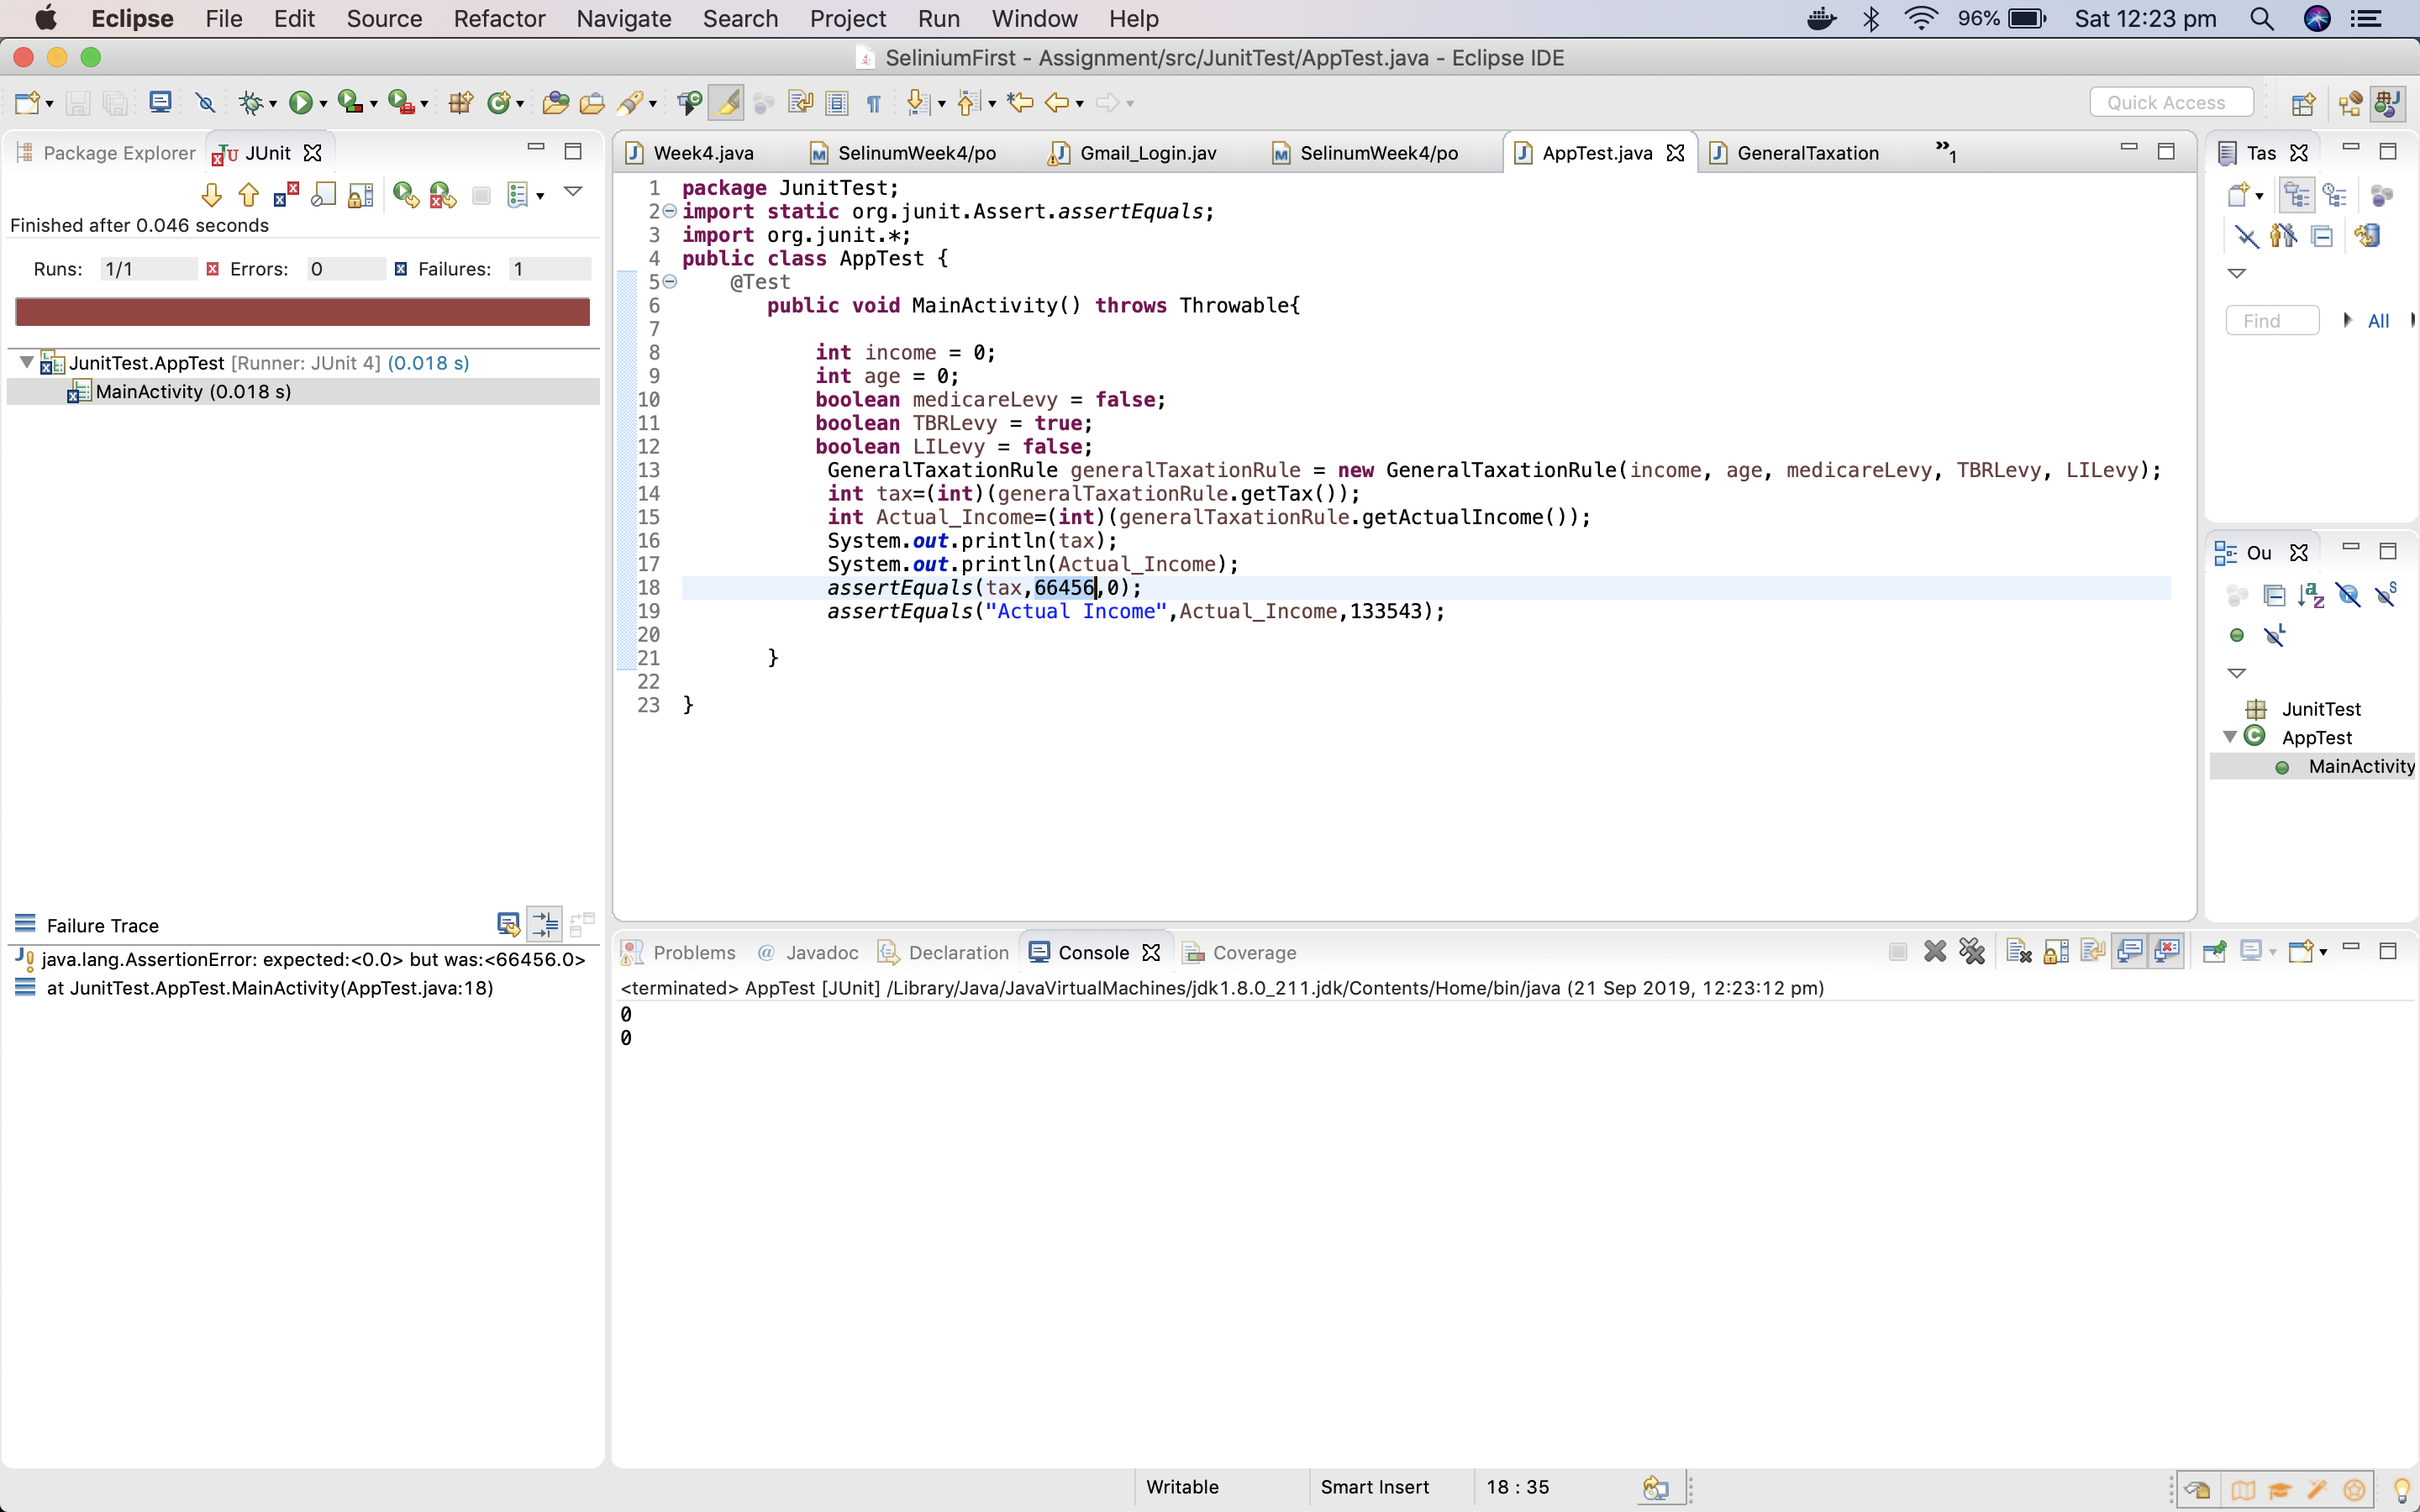 Eclipse File Edit Source Refactor Navigate Search Project Run Window Help 96% Sat 12:23 pm
SeliniumFirst - Assignment/src/JunitTest/AppTest.java - Eclipse IDE
Quick Access
Package Explorer JUnit
Finished after 0.046 seconds
Runs: 1/1 Errors: 0 Failures: 1
JunitTest.AppTest [Runner: JUnit 4] (0.018 s)
MainActivity (0.018 s)
Failure Trace
java.lang.AssertionError: expected:<0.0> but was:<66456.0>
at JunitTest.AppTest.MainActivity(AppTest.java:18)
Week4.java SelinumWeek4/po Gmail_Login.jav SelinumWeek4/po AppTest.java GeneralTaxation »1
1 package JunitTest;
2 import static org.junit.Assert.assertEquals;
3 import org.junit.*;
4 public class AppTest {
5 @Test
6 public void MainActivity() throws Throwable{
7
8 int income = 0;
9 int age = 0;
10 boolean medicareLevy = false;
11 boolean TBRLevy = true;
12 boolean LILevy = false;
13 GeneralTaxationRule generalTaxationRule = new GeneralTaxationRule(income, age, medicareLevy, TBRLevy, LILevy);
14 int tax=(int)(generalTaxationRule.getTax());
15 int Actual_Income=(int)(generalTaxationRule.getActualIncome());
16 System.out.println(tax);
17 System.out.println(Actual_Income);
18 assertEquals(tax,66456,0);
19 assertEquals("Actual Income",Actual_Income,133543);
20
21 }
22
23 }
Problems @ Javadoc Declaration Console Coverage
<terminated> AppTest [JUnit] /Library/Java/JavaVirtualMachines/jdk1.8.0_211.jdk/Contents/Home/bin/java (21 Sep 2019, 12:23:12 pm)
0
0
Tas
Find All
Ou
JunitTest
AppTest
MainActivity
Writable Smart Insert 18 : 35